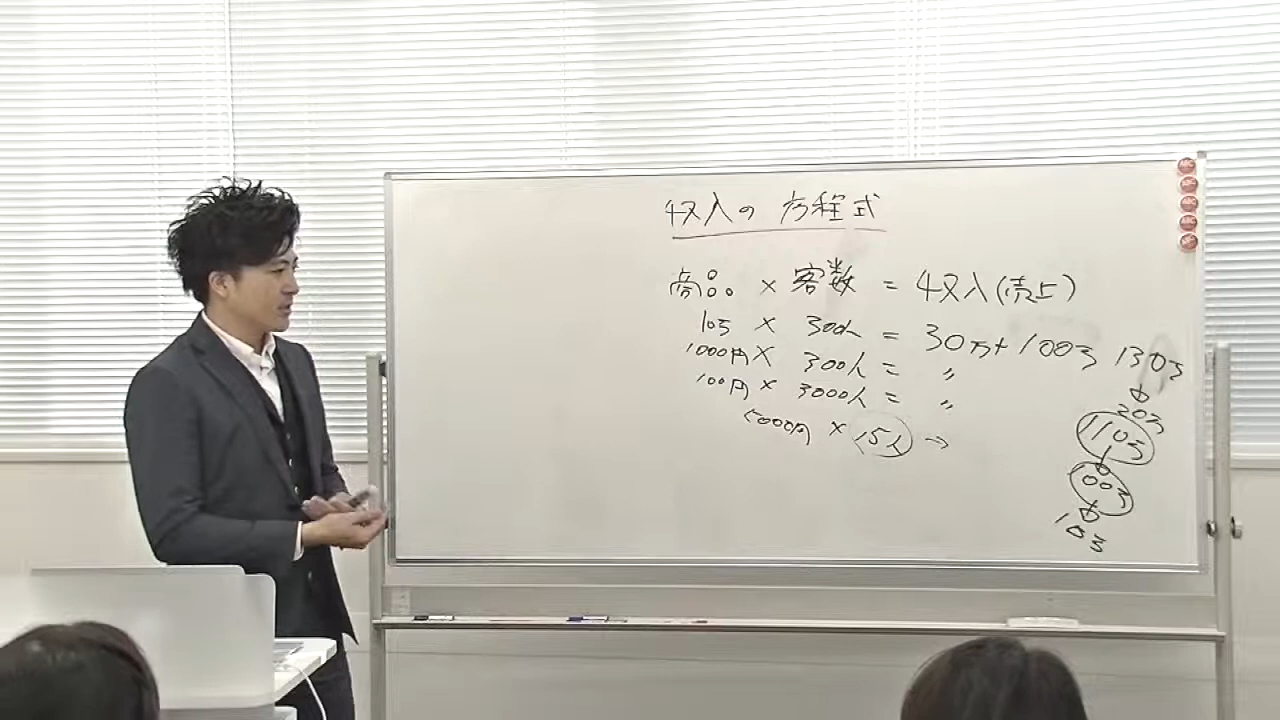 収入の方程式
商品 × 客数 = 収入(売上)
10万 × 300人 = 30万+100万 130万
1000円 × 300人 = 〃
100円 × 3000人 = 〃
5000円 × 15人 →
↓
20万
110万
↓
100万
↓
10万